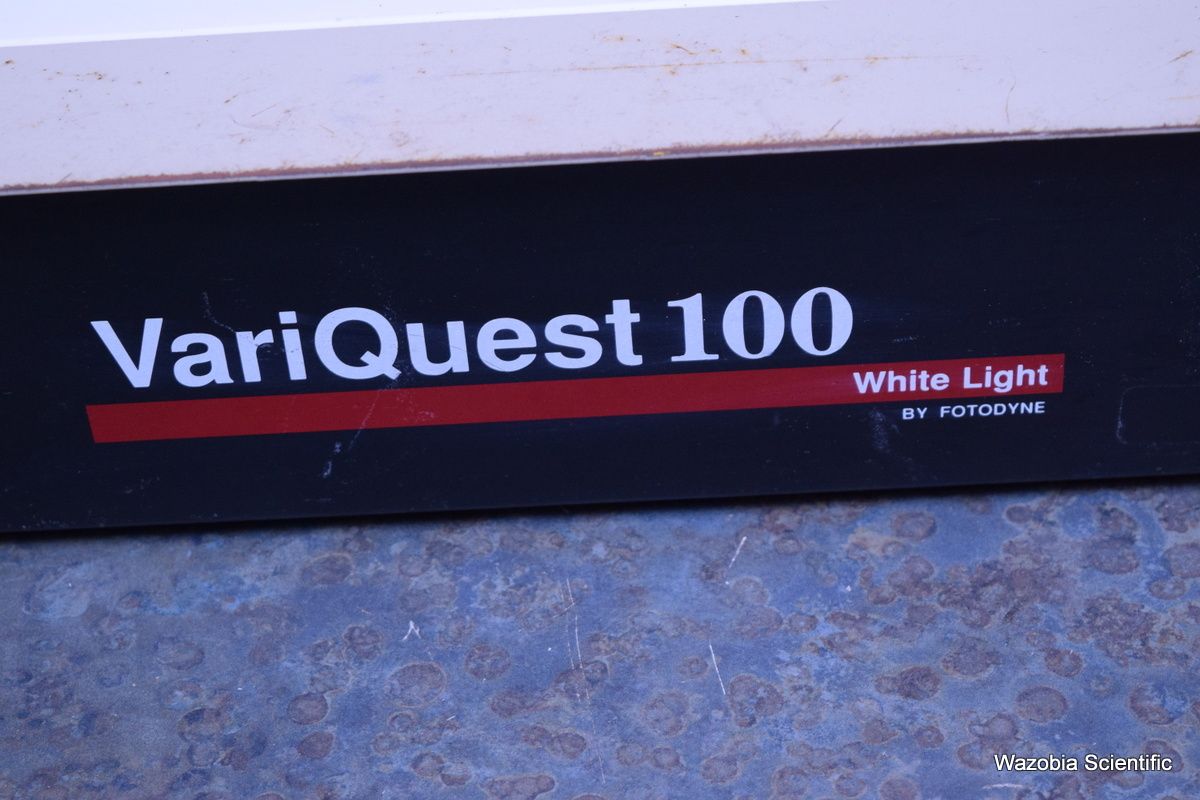 VariQuest 100
White Light
BY FOTODYNE
Wazobia Scientific